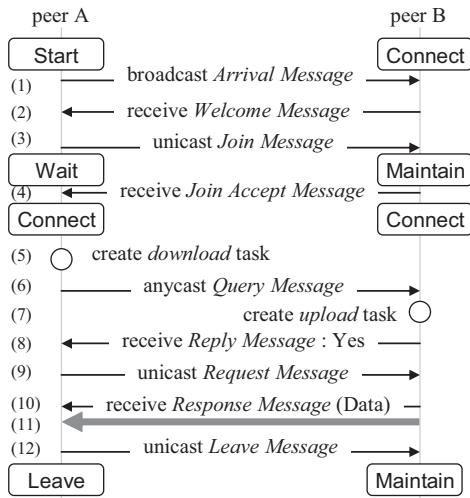 peer A peer B
Start Connect
(1) broadcast Arrival Message
(2) receive Welcome Message
(3) unicast Join Message
Wait Maintain
(4) receive Join Accept Message
Connect Connect
(5) create download task
(6) anycast Query Message
(7) create upload task
(8) receive Reply Message : Yes
(9) unicast Request Message
(10) receive Response Message (Data)
(11)
(12) unicast Leave Message
Leave Maintain